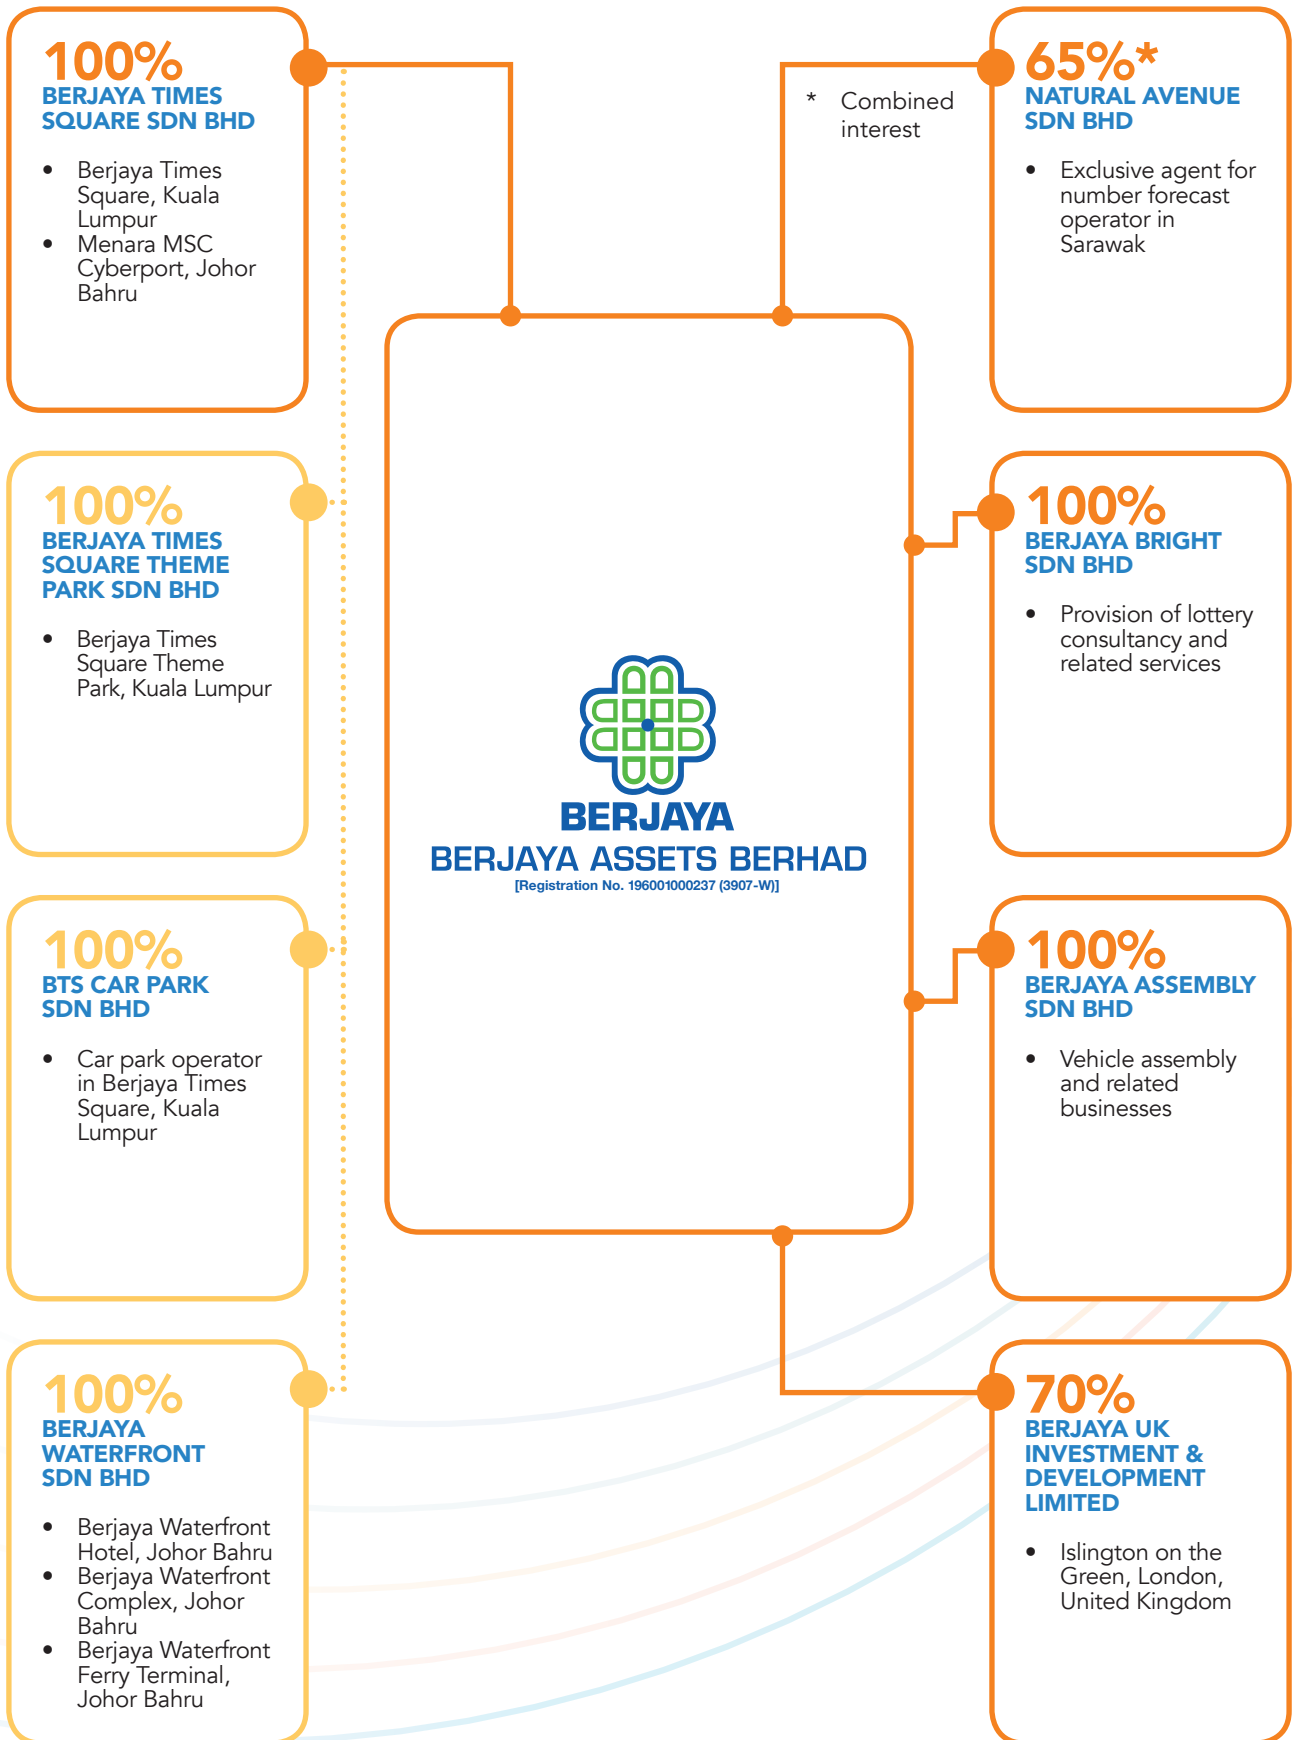 100%
BERJAYA TIMES
SQUARE SDN BHD
• Berjaya Times
Square, Kuala
Lumpur
• Menara MSC
Cyberport, Johor
Bahru
100%
BERJAYA TIMES
SQUARE THEME
PARK SDN BHD
• Berjaya Times
Square Theme
Park, Kuala Lumpur
100%
BTS CAR PARK
SDN BHD
• Car park operator
in Berjaya Times
Square, Kuala
Lumpur
100%
BERJAYA
WATERFRONT
SDN BHD
• Berjaya Waterfront
Hotel, Johor Bahru
• Berjaya Waterfront
Complex, Johor
Bahru
• Berjaya Waterfront
Ferry Terminal,
Johor Bahru
BERJAYA
BERJAYA ASSETS BERHAD
[Registration No. 196001000237 (3907-W)]
* Combined
interest
65%*
NATURAL AVENUE
SDN BHD
• Exclusive agent for
number forecast
operator in
Sarawak
100%
BERJAYA BRIGHT
SDN BHD
• Provision of lottery
consultancy and
related services
100%
BERJAYA ASSEMBLY
SDN BHD
• Vehicle assembly
and related
businesses
70%
BERJAYA UK
INVESTMENT &
DEVELOPMENT
LIMITED
• Islington on the
Green, London,
United Kingdom